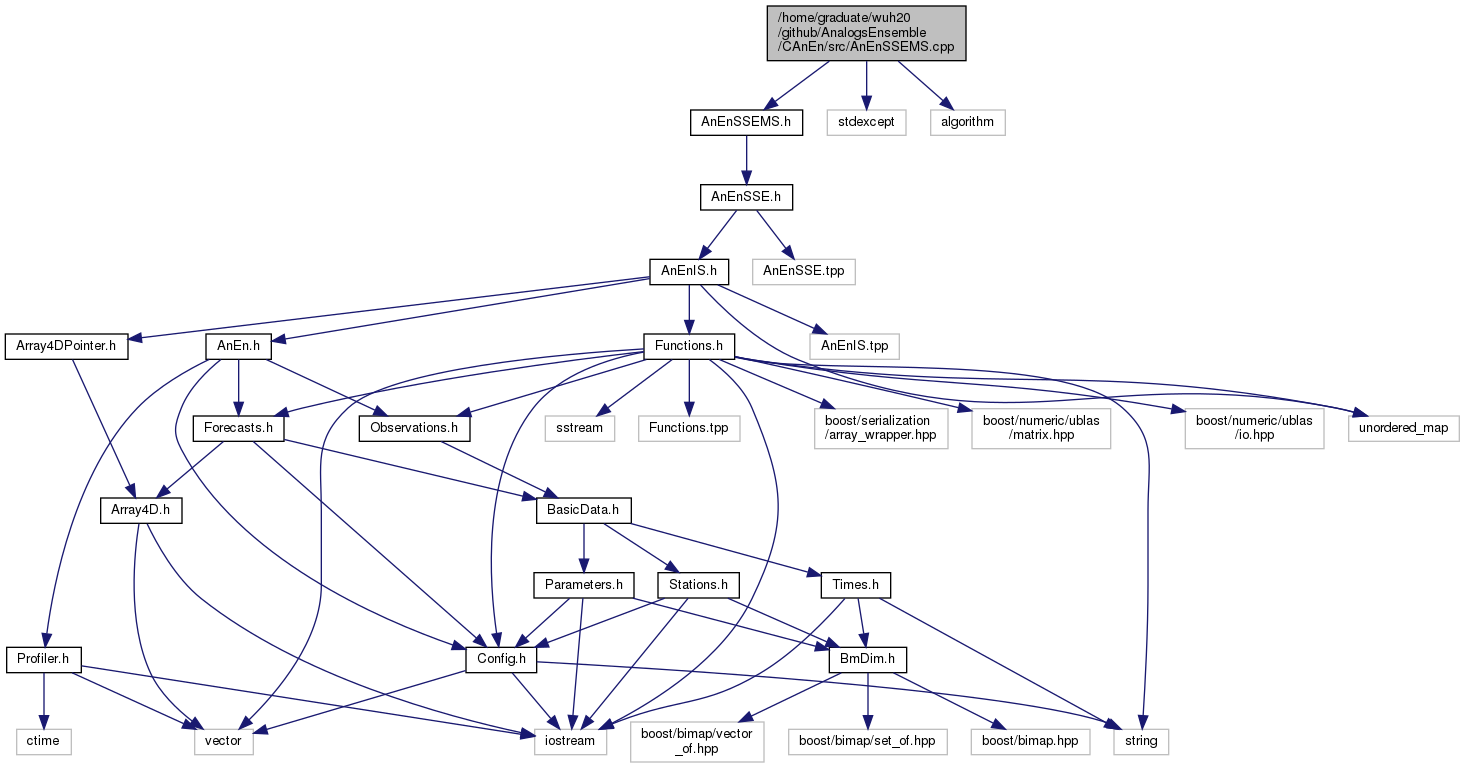 /home/graduate/wuh20
/github/AnalogsEnsemble
/CAnEn/src/AnEnSSEMS.cpp
AnEnSSEMS.h
stdexcept
algorithm
AnEnSSE.h
AnEnIS.h
AnEnSSE.tpp
Array4DPointer.h
AnEn.h
Functions.h
AnEnIS.tpp
Forecasts.h
Observations.h
sstream
Functions.tpp
boost/serialization
/array_wrapper.hpp
boost/numeric/ublas
/matrix.hpp
boost/numeric/ublas
/io.hpp
unordered_map
Array4D.h
BasicData.h
Parameters.h
Stations.h
Times.h
Profiler.h
Config.h
BmDim.h
ctime
vector
iostream
boost/bimap/vector
_of.hpp
boost/bimap/set_of.hpp
boost/bimap.hpp
string